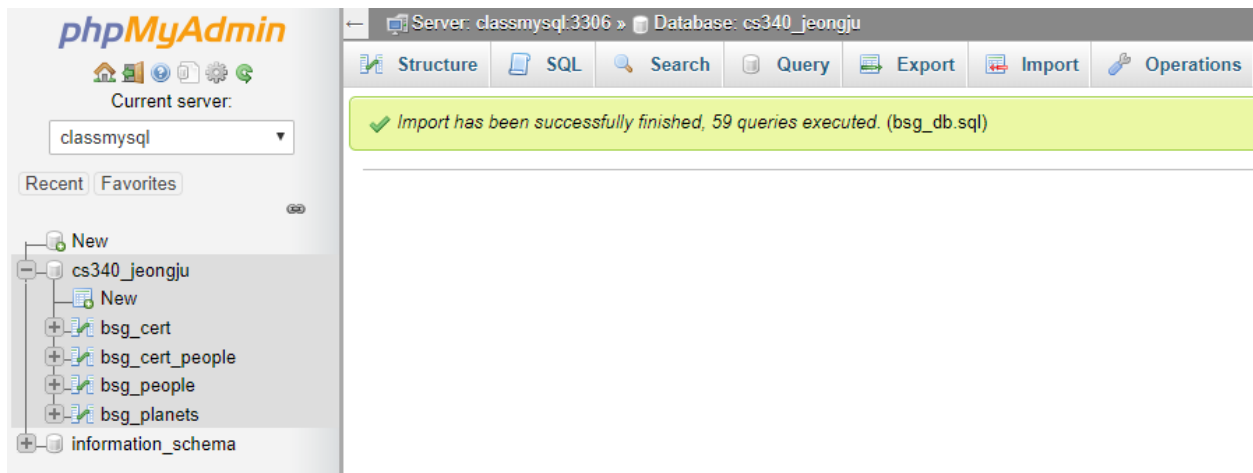 phpMyAdmin
Current server:
classmysql
Recent Favorites
New
cs340_jeongju
New
bsg_cert
bsg_cert_people
bsg_people
bsg_planets
information_schema
Server: classmysql:3306 » Database: cs340_jeongju
Structure SQL Search Query Export Import Operations
Import has been successfully finished, 59 queries executed. (bsg_db.sql)